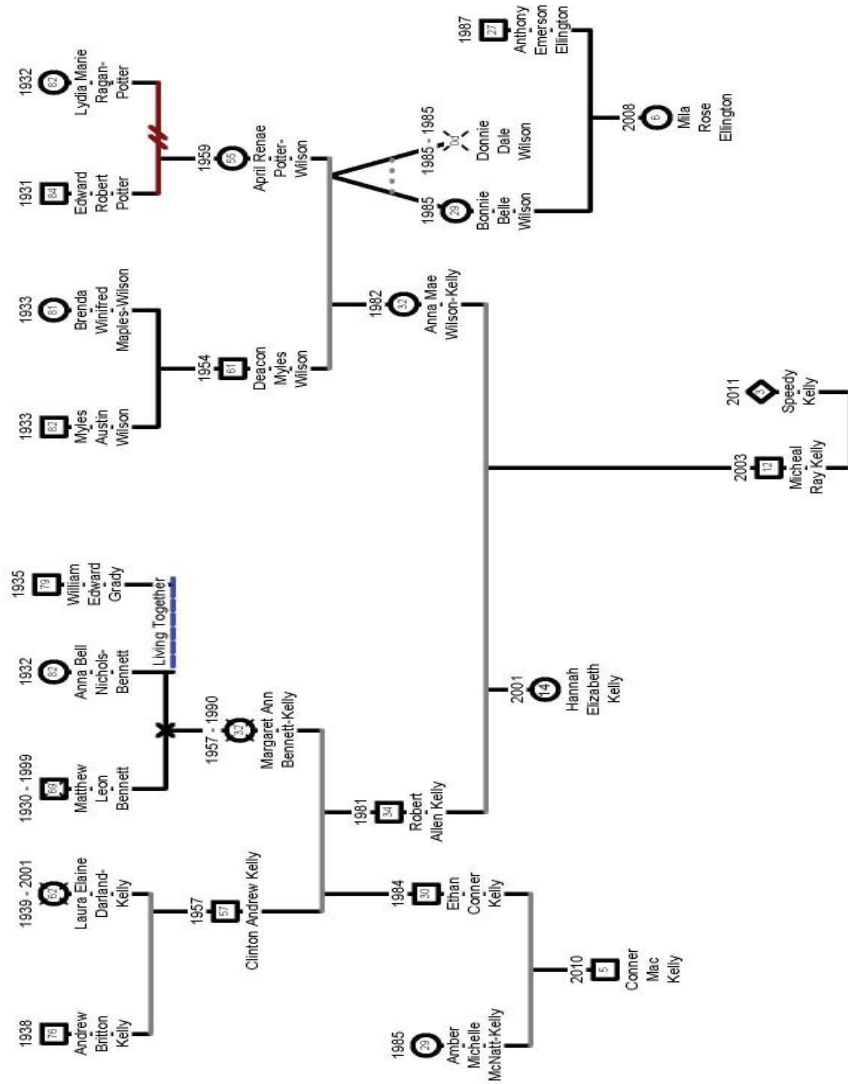 1938
76
Andrew
Britton
Kelly
1939 - 2001
62
Laura Elaine
Darland-
Kelly
1930 - 1999
69
Matthew
Leon
Bennett
1932
82
Anna Bell
Nichols-
Bennett
1935
79
William
Edward
Grady
Living Together
1933
82
Myles
Austin
Wilson
1933
81
Brenda
Winifred
Maples-Wilson
1931
84
Edward
Robert
Potter
1932
82
Lydia Marie
Ragan-
Potter
1957
57
Clinton Andrew Kelly
1957 - 1990
32
Margaret Ann
Bennett-Kelly
1954
61
Deacon
Myles
Wilson
1959
55
April Renae
Potter-
Wilson
1985
29
Amber
Michelle
McNatt-Kelly
1984
30
Ethan
Conner
Kelly
1981
34
Robert
Allen Kelly
1982
32
Anna Mae
Wilson-Kelly
1985
29
Bonnie
Belle
Wilson
1985 - 1985
Donnie
Dale
Wilson
1987
27
Anthony
Emerson
Ellington
2010
5
Conner
Mac
Kelly
2001
14
Hannah
Elizabeth
Kelly
2008
6
Mila
Rose
Ellington
2003
12
Micheal
Ray Kelly
2011
3
Speedy
Kelly